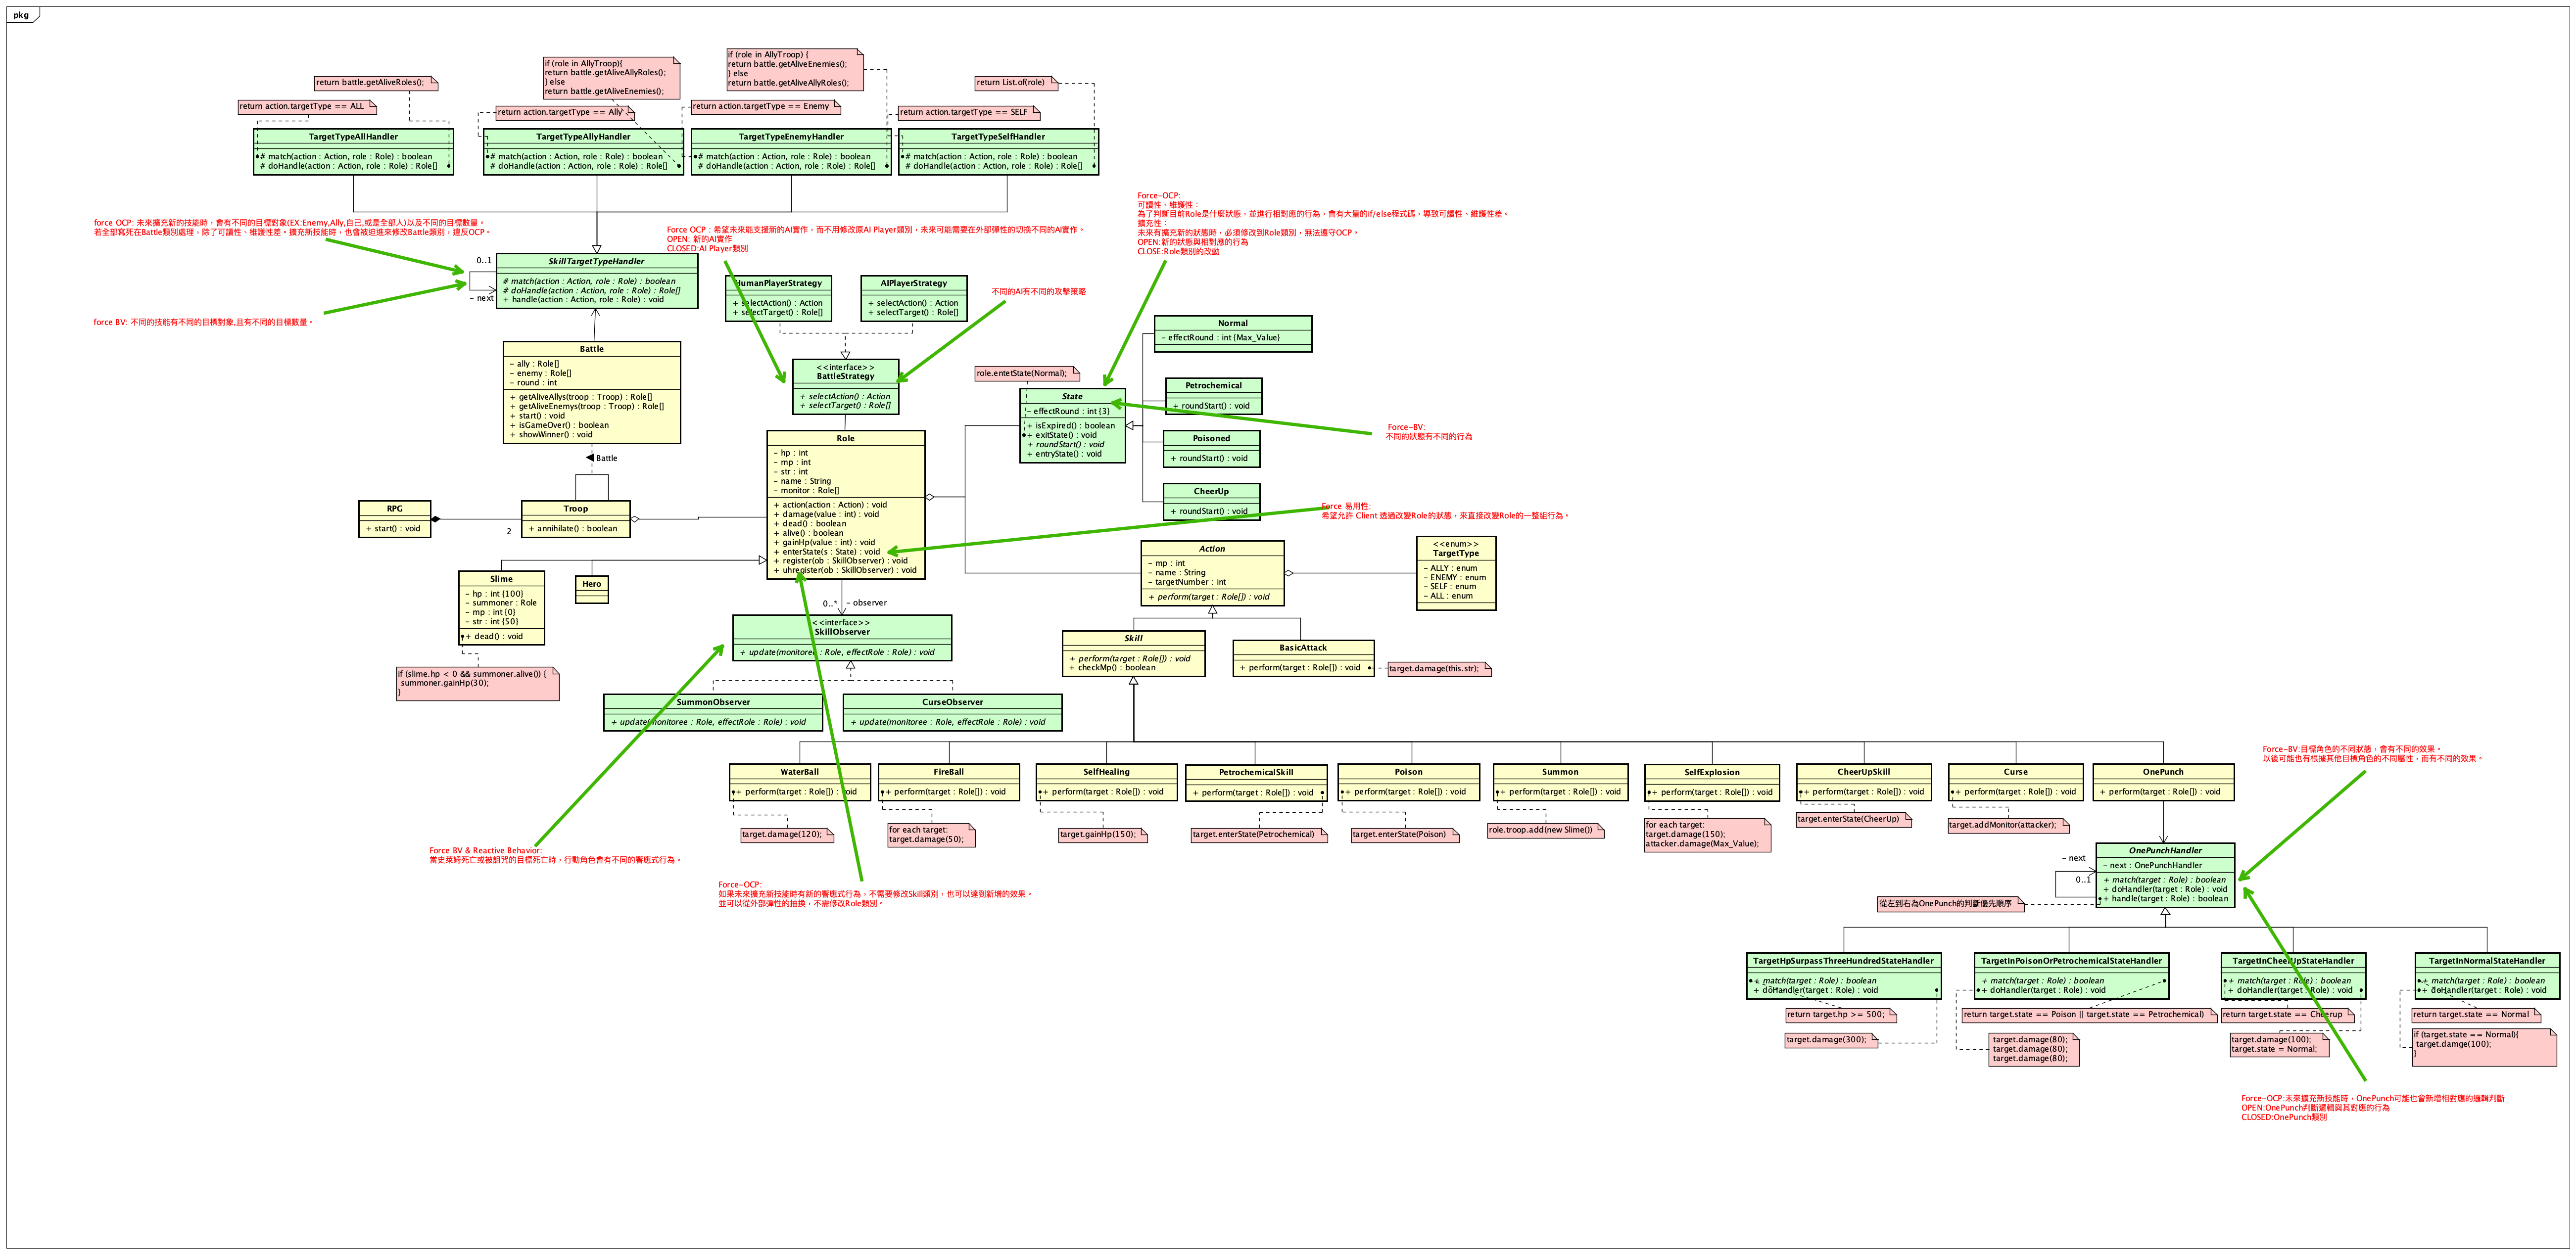 pkg
if (role in AllyTroop) {
return battle.getAliveEnemies();
} else
return battle.getAliveAllyRoles();
if (role in AllyTroop){
return battle.getAliveAllyRoles();
} else
return battle.getAliveEnemies();
return battle.getAliveRoles();
return List.of(role)
return action.targetType == ALL
return action.targetType == Ally
return action.targetType == Enemy
return action.targetType == SELF
TargetTypeAllHandler
# match(action : Action, role : Role) : boolean
# doHandle(action : Action, role : Role) : Role[]
TargetTypeAllyHandler
# match(action : Action, role : Role) : boolean
# doHandle(action : Action, role : Role) : Role[]
TargetTypeEnemyHandler
# match(action : Action, role : Role) : boolean
# doHandle(action : Action, role : Role) : Role[]
TargetTypeSelfHandler
# match(action : Action, role : Role) : boolean
# doHandle(action : Action, role : Role) : Role[]
force OCP: 未來擴充新的技能時，會有不同的目標對象(EX:Enemy,Ally,自己,或是全部人)以及不同的目標數量。
若全部寫死在Battle類別處理，除了可讀性、維護性差。擴充新技能時，也會被迫進來修改Battle類別，違反OCP。
Force OCP : 希望未來能支援新的AI實作，而不用修改原AI Player類別，未來可能需要在外部彈性的切換不同的AI實作。
OPEN: 新的AI實作
CLOSED:AI Player類別
Force-OCP:
可讀性、維護性：
為了判斷目前Role是什麼狀態，並進行相對應的行為，會有大量的if/else程式碼，導致可讀性、維護性差。
擴充性：
未來有擴充新的狀態時，必須修改到Role類別，無法遵守OCP。
OPEN:新的狀態與相對應的行為
CLOSE:Role類別的改動
0..1
- next
SkillTargetTypeHandler
# match(action : Action, role : Role) : boolean
# doHandle(action : Action, role : Role) : Role[]
+ handle(action : Action, role : Role) : void
force BV: 不同的技能有不同的目標對象,且有不同的目標數量。
HumanPlayerStrategy
+ selectAction() : Action
+ selectTarget() : Role[]
AIPlayerStrategy
+ selectAction() : Action
+ selectTarget() : Role[]
不同的AI有不同的攻擊策略
Battle
- ally : Role[]
- enemy : Role[]
- round : int
+ getAliveAllys(troop : Troop) : Role[]
+ getAliveEnemys(troop : Troop) : Role[]
+ start() : void
+ isGameOver() : boolean
+ showWinner() : void
<<interface>>
BattleStrategy
+ selectAction() : Action
+ selectTarget() : Role[]
role.entetState(Normal);
State
- effectRound : int {3}
+ isExpired() : boolean
+ exitState() : void
+ roundStart() : void
+ entryState() : void
Normal
- effectRound : int {Max_Value}
Petrochemical
+ roundStart() : void
Poisoned
+ roundStart() : void
CheerUp
+ roundStart() : void
Force-BV:
不同的狀態有不同的行為
Force 易用性:
希望允許 Client 透過改變Role的狀態，來直接改變Role的一整組行為。
Battle
RPG
+ start() : void
2
Troop
+ annihilate() : boolean
Role
- hp : int
- mp : int
- str : int
- name : String
- monitor : Role[]
+ action(action : Action) : void
+ damage(value : int) : void
+ dead() : boolean
+ alive() : boolean
+ gainHp(value : int) : void
+ enterState(s : State) : void
+ register(ob : SkillObserver) : void
+ uhregister(ob : SkillObserver) : void
Slime
- hp : int {100}
- summoner : Role
- mp : int {0}
- str : int {50}
+ dead() : void
Hero
if (slime.hp < 0 && summoner.alive()) {
summoner.gainHp(30);
}
0..*
- observer
<<interface>>
SkillObserver
+ update(monitoree : Role, effectRole : Role) : void
SummonObserver
+ update(monitoree : Role, effectRole : Role) : void
CurseObserver
+ update(monitoree : Role, effectRole : Role) : void
Action
- mp : int
- name : String
- targetNumber : int
+ perform(target : Role[]) : void
<<enum>>
TargetType
- ALLY : enum
- ENEMY : enum
- SELF : enum
- ALL : enum
Skill
+ perform(target : Role[]) : void
+ checkMp() : boolean
BasicAttack
+ perform(target : Role[]) : void
target.damage(this.str);
WaterBall
+ perform(target : Role[]) : void
target.damage(120);
FireBall
+ perform(target : Role[]) : void
for each target:
target.damage(50);
SelfHealing
+ perform(target : Role[]) : void
target.gainHp(150);
PetrochemicalSkill
+ perform(target : Role[]) : void
target.enterState(Petrochemical)
Poison
+ perform(target : Role[]) : void
target.enterState(Poison)
Summon
+ perform(target : Role[]) : void
role.troop.add(new Slime())
SelfExplosion
+ perform(target : Role[]) : void
for each target:
target.damage(150);
attacker.damage(Max_Value);
CheerUpSkill
+ perform(target : Role[]) : void
target.enterState(CheerUp)
Curse
+ perform(target : Role[]) : void
target.addMonitor(attacker);
OnePunch
+ perform(target : Role[]) : void
Force-BV:目標角色的不同狀態，會有不同的效果。
以後可能也有根據其他目標角色的不同屬性，而有不同的效果。
Force BV & Reactive Behavior:
當史萊姆死亡或被詛咒的目標死亡時，行動角色會有不同的響應式行為。
Force-OCP:
如果未來擴充新技能時有新的響應式行為，不需要修改Skill類別，也可以達到新增的效果。
並可以從外部彈性的抽換，不需修改Role類別。
- next
0..1
OnePunchHandler
- next : OnePunchHandler
+ match(target : Role) : boolean
+ doHandler(target : Role) : void
+ handle(target : Role) : boolean
從左到右為OnePunch的判斷優先順序
TargetHpSurpassThreeHundredStateHandler
+ match(target : Role) : boolean
+ doHandler(target : Role) : void
return target.hp >= 500;
target.damage(300);
TargetInPoisonOrPetrochemicalStateHandler
+ match(target : Role) : boolean
+ doHandler(target : Role) : void
return target.state == Poison || target.state == Petrochemical)
target.damage(80);
target.damage(80);
target.damage(80);
TargetInCheerUpStateHandler
+ match(target : Role) : boolean
+ doHandler(target : Role) : void
return target.state == Cheerup
target.damage(100);
target.state = Normal;
TargetInNormalStateHandler
+ match(target : Role) : boolean
+ doHandler(target : Role) : void
return target.state == Normal
if (target.state == Normal){
target.damge(100);
}
Force-OCP:未來擴充新技能時，OnePunch可能也會新增相對應的邏輯判斷
OPEN:OnePunch判斷邏輯與其對應的行為
CLOSED:OnePunch類別